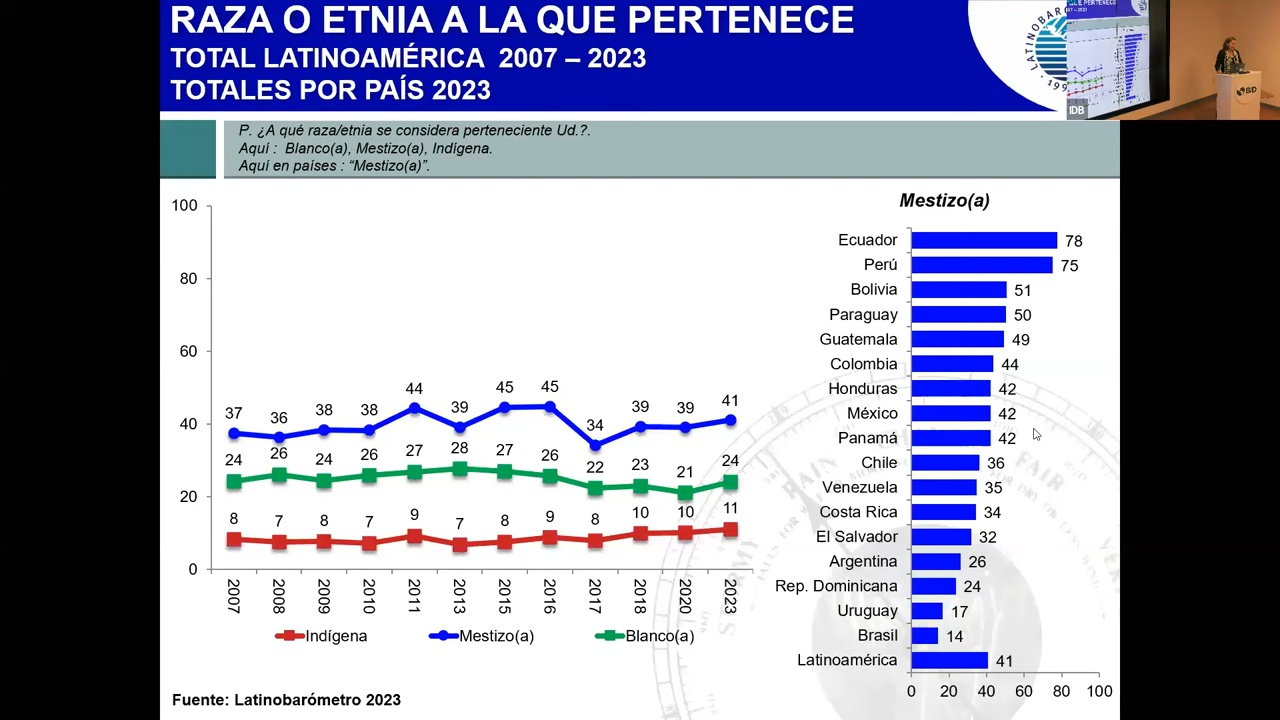 RAZA O ETNIA A LA QUE PERTENECE
TOTAL LATINOAMÉRICA 2007 – 2023
TOTALES POR PAÍS 2023
P. ¿A qué raza/etnia se considera perteneciente Ud.?.
Aquí : Blanco(a), Mestizo(a), Indígena.
Aquí en países : “Mestizo(a)”.
IDB
BID
100
80
60
40
20
0
37 36 38 38 44 39 45 45 34 39 39 41
24 26 24 26 27 28 27 26 22 23 21 24
8 7 8 7 9 7 8 9 8 10 10 11
2007 2008 2009 2010 2011 2013 2015 2016 2017 2018 2020 2023
Indígena Mestizo(a) Blanco(a)
Mestizo(a)
Ecuador 78
Perú 75
Bolivia 51
Paraguay 50
Guatemala 49
Colombia 44
Honduras 42
México 42
Panamá 42
Chile 36
Venezuela 35
Costa Rica 34
El Salvador 32
Argentina 26
Rep. Dominicana 24
Uruguay 17
Brasil 14
Latinoamérica 41
0 20 40 60 80 100
Fuente: Latinobarómetro 2023